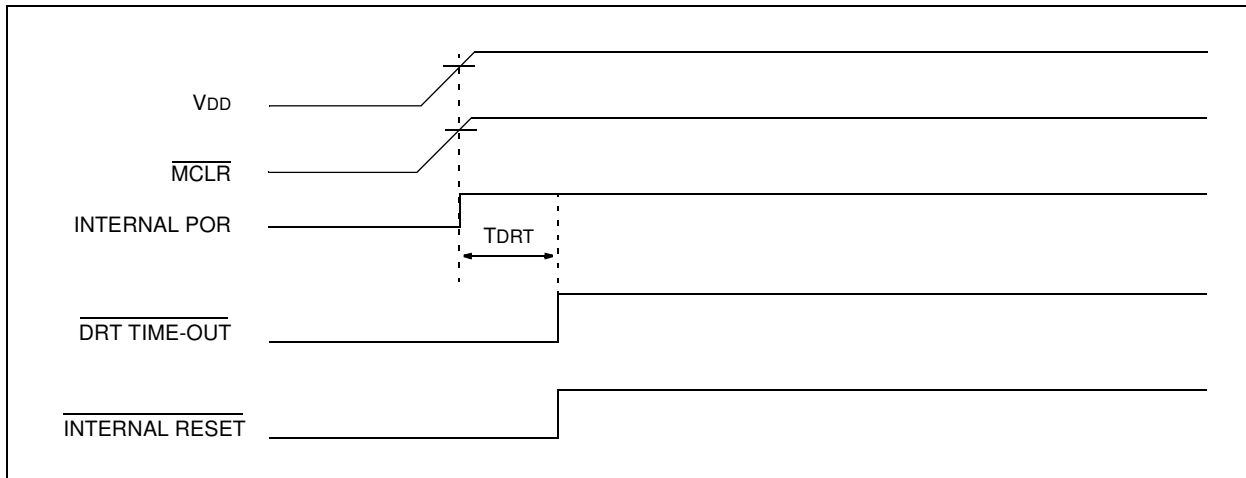 VDD
MCLR
INTERNAL POR
TDRT
DRT TIME-OUT
INTERNAL RESET